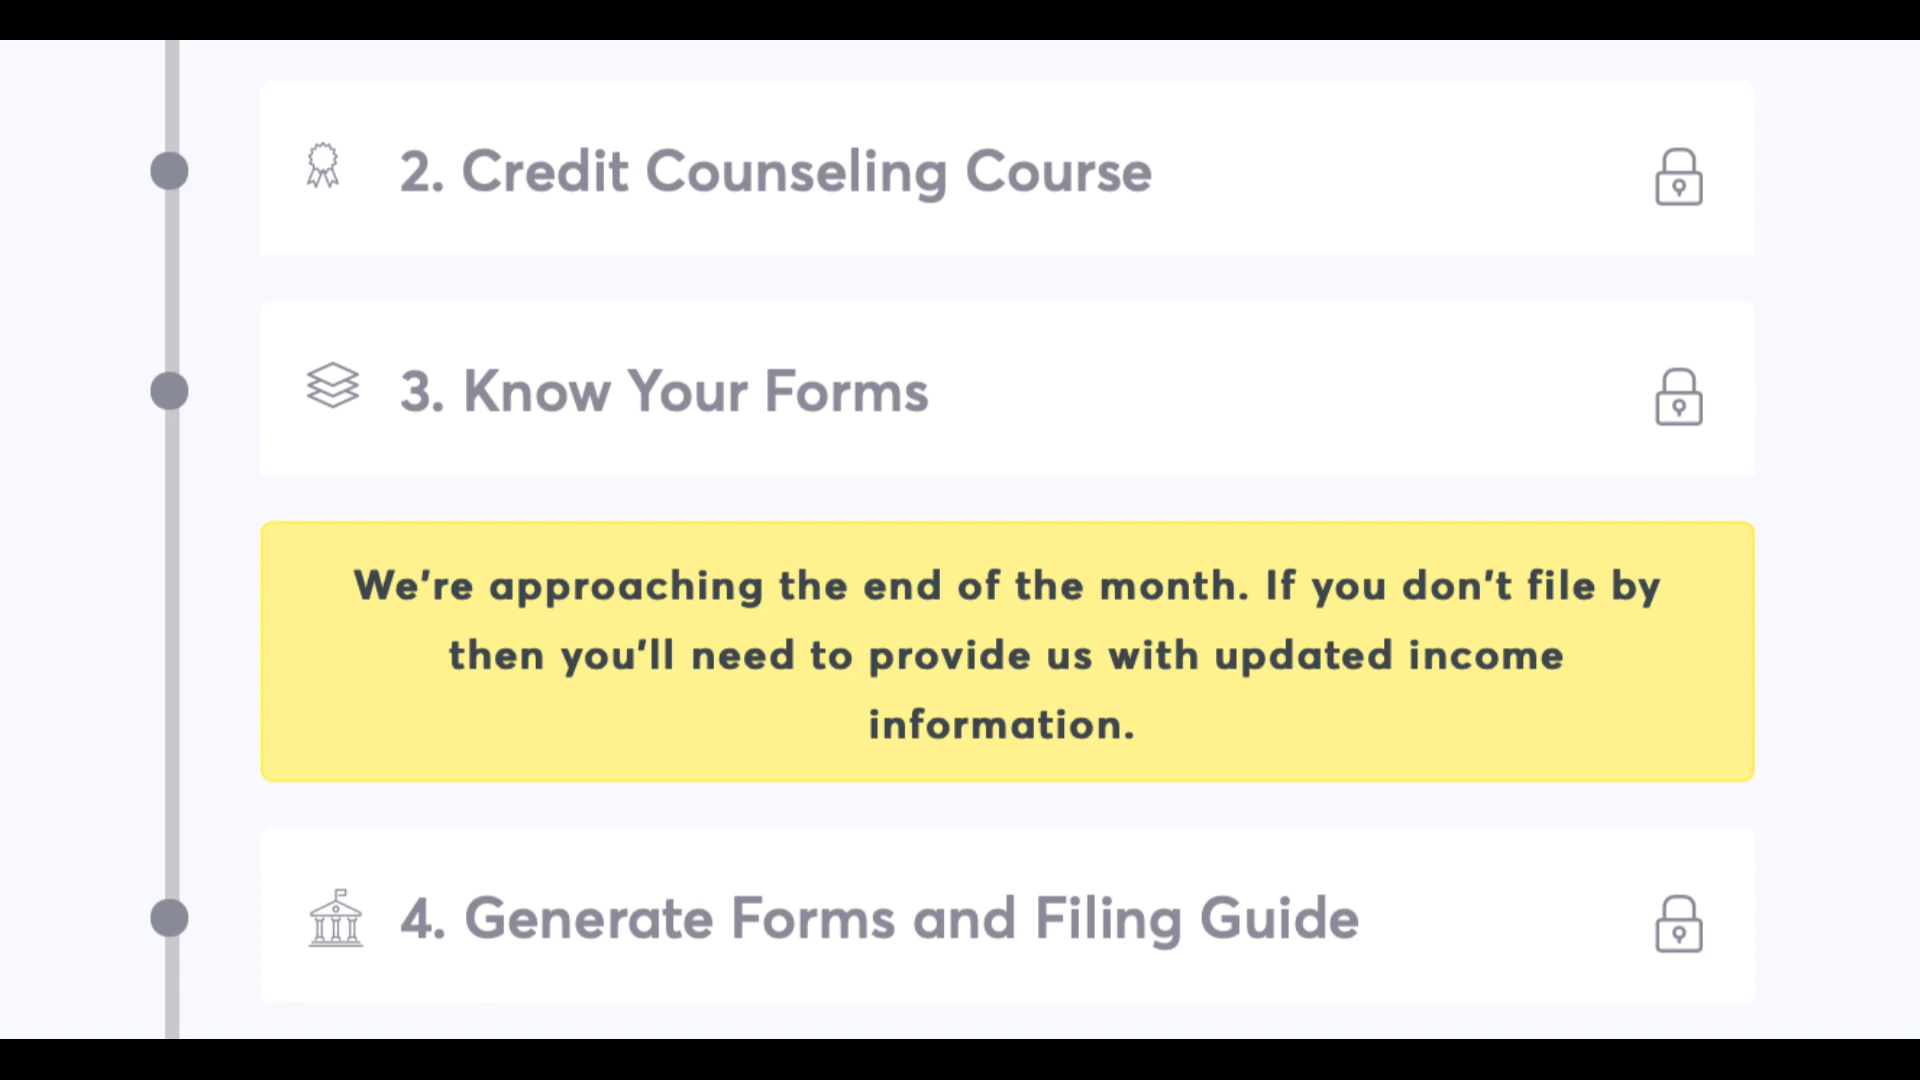 2. Credit Counseling Course
3. Know Your Forms
We're approaching the end of the month. If you don't file by
then you'll need to provide us with updated income
information.
4. Generate Forms and Filing Guide